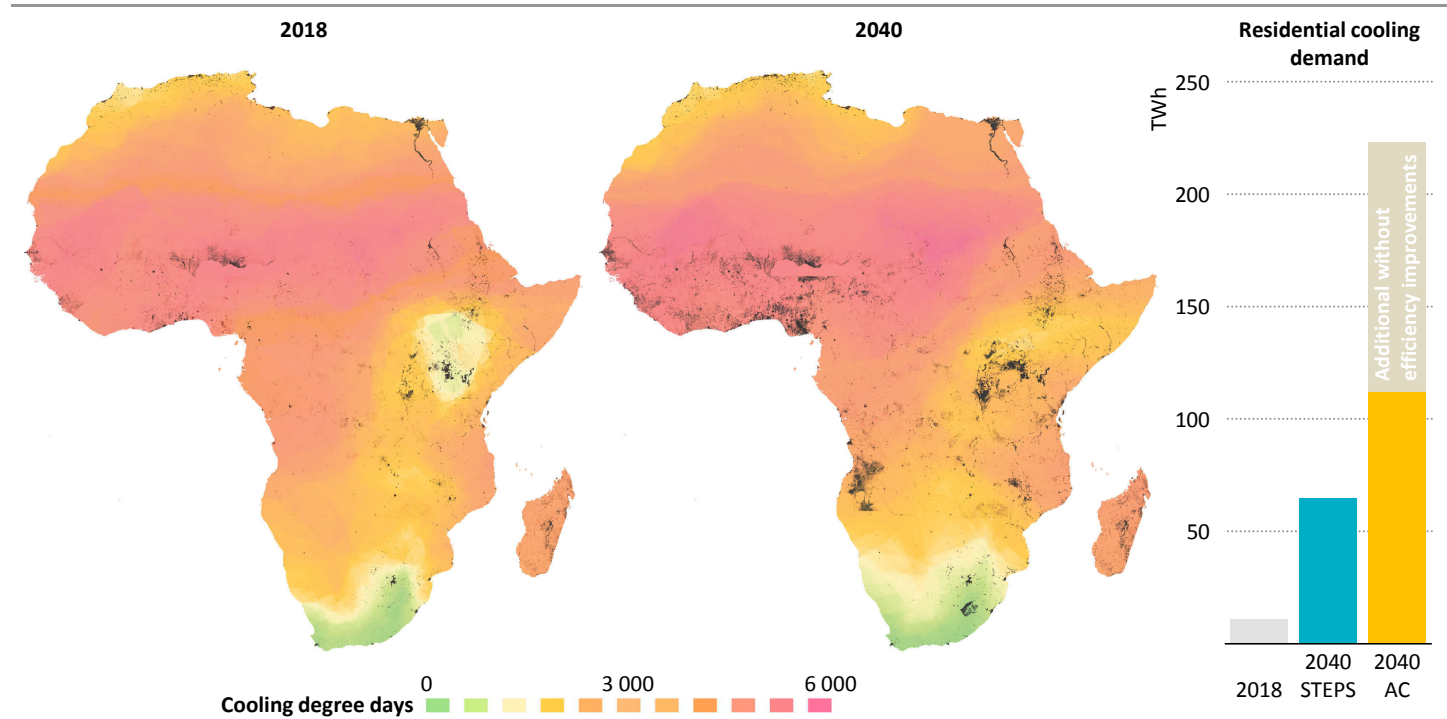 2018
2040
Residential cooling
demand
TWh
250
200
150
100
50
Additional without
efficiency improvements
2018
2040
STEPS
2040
AC
Cooling degree days
0
3 000
6 000